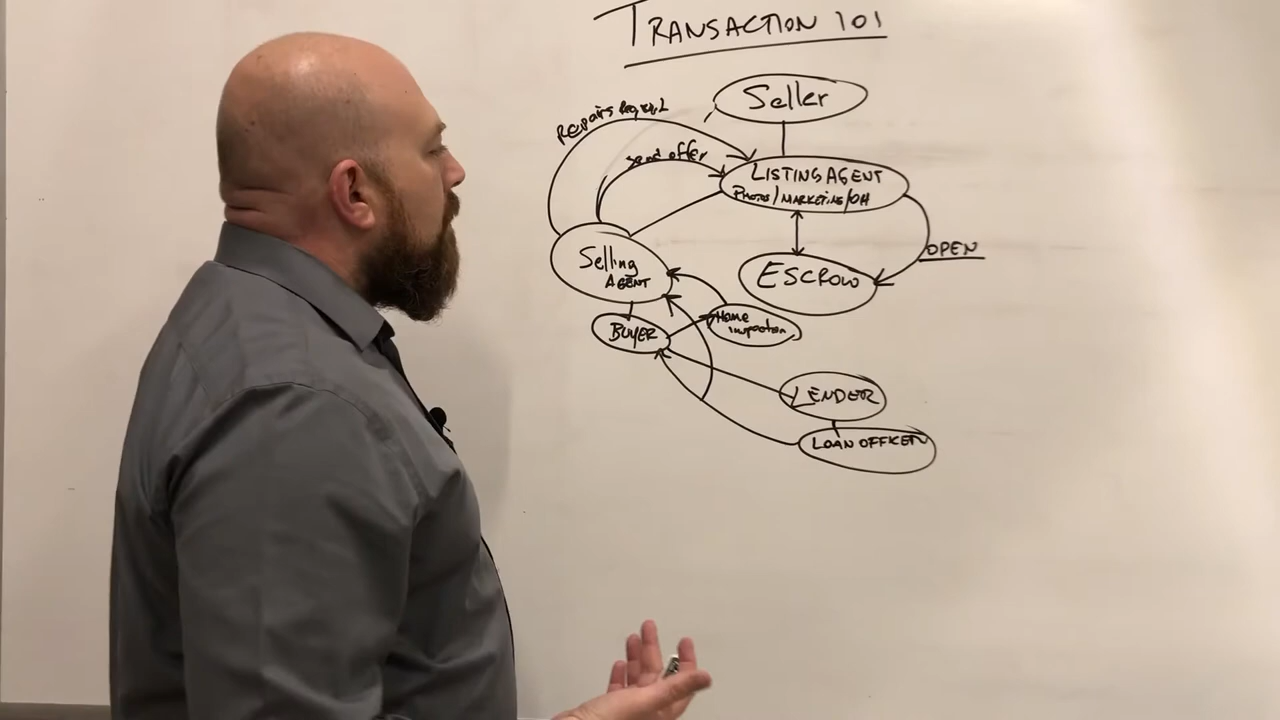 TRANSACTION 101
Seller
REPAIRS Request
send offer
LISTING AGENT
PHOTOS/MARKETING/OH
OPEN
Selling
AGENT
ESCROW
BUYER
Home
inspection
LENDER
LOAN OFFICER